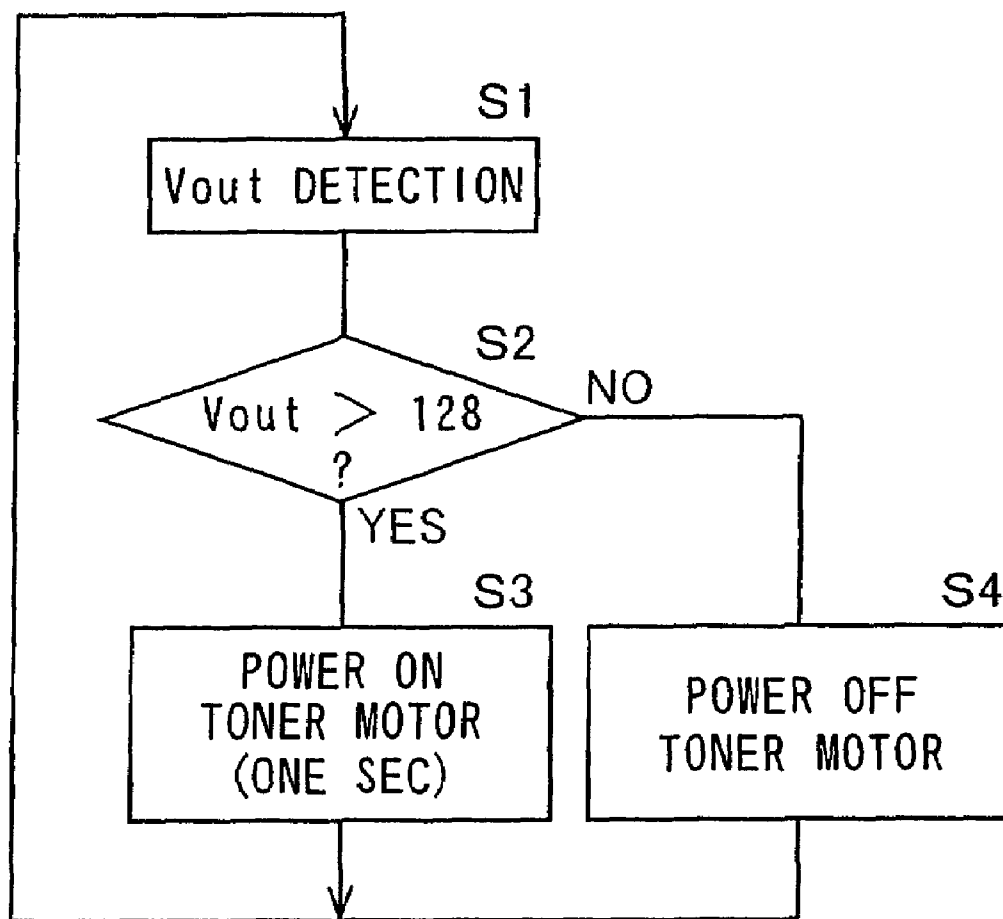 S1
Vout DETECTION
S2
Vout > 128
?
NO
YES
S3
POWER ON
TONER MOTOR
(ONE SEC)
S4
POWER OFF
TONER MOTOR